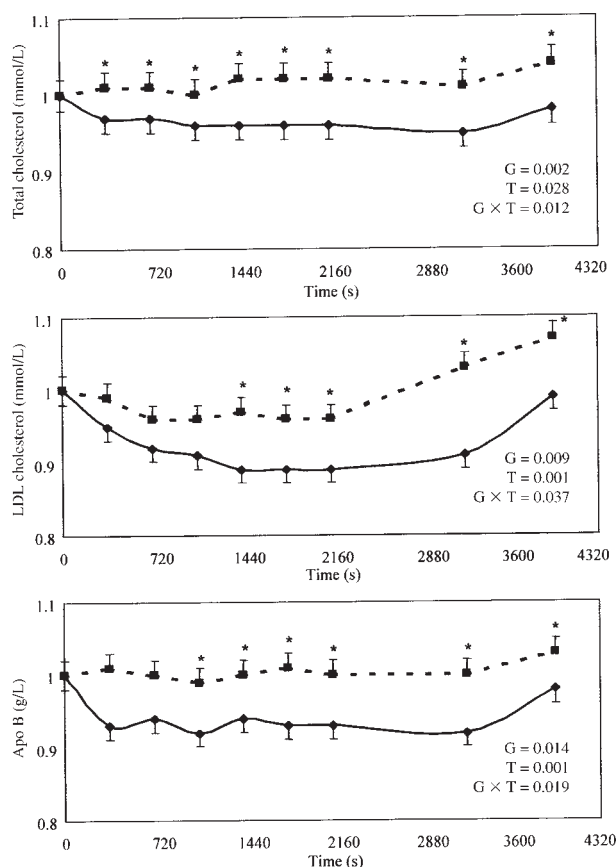 1.1
* * * * * * * *
1
0.9
0.8
Total cholesterol (mmol/L)
G = 0.002
T = 0.028
G × T = 0.012
0 720 1440 2160 2880 3600 4320
Time (s)
1.1
* * * * *
1
0.9
0.8
LDL cholesterol (mmol/L)
G = 0.009
T = 0.001
G × T = 0.037
0 720 1440 2160 2880 3600 4320
Time (s)
1.1
* * * * * *
1
0.9
0.8
Apo B (g/L)
G = 0.014
T = 0.001
G × T = 0.019
0 720 1440 2160 2880 3600 4320
Time (s)